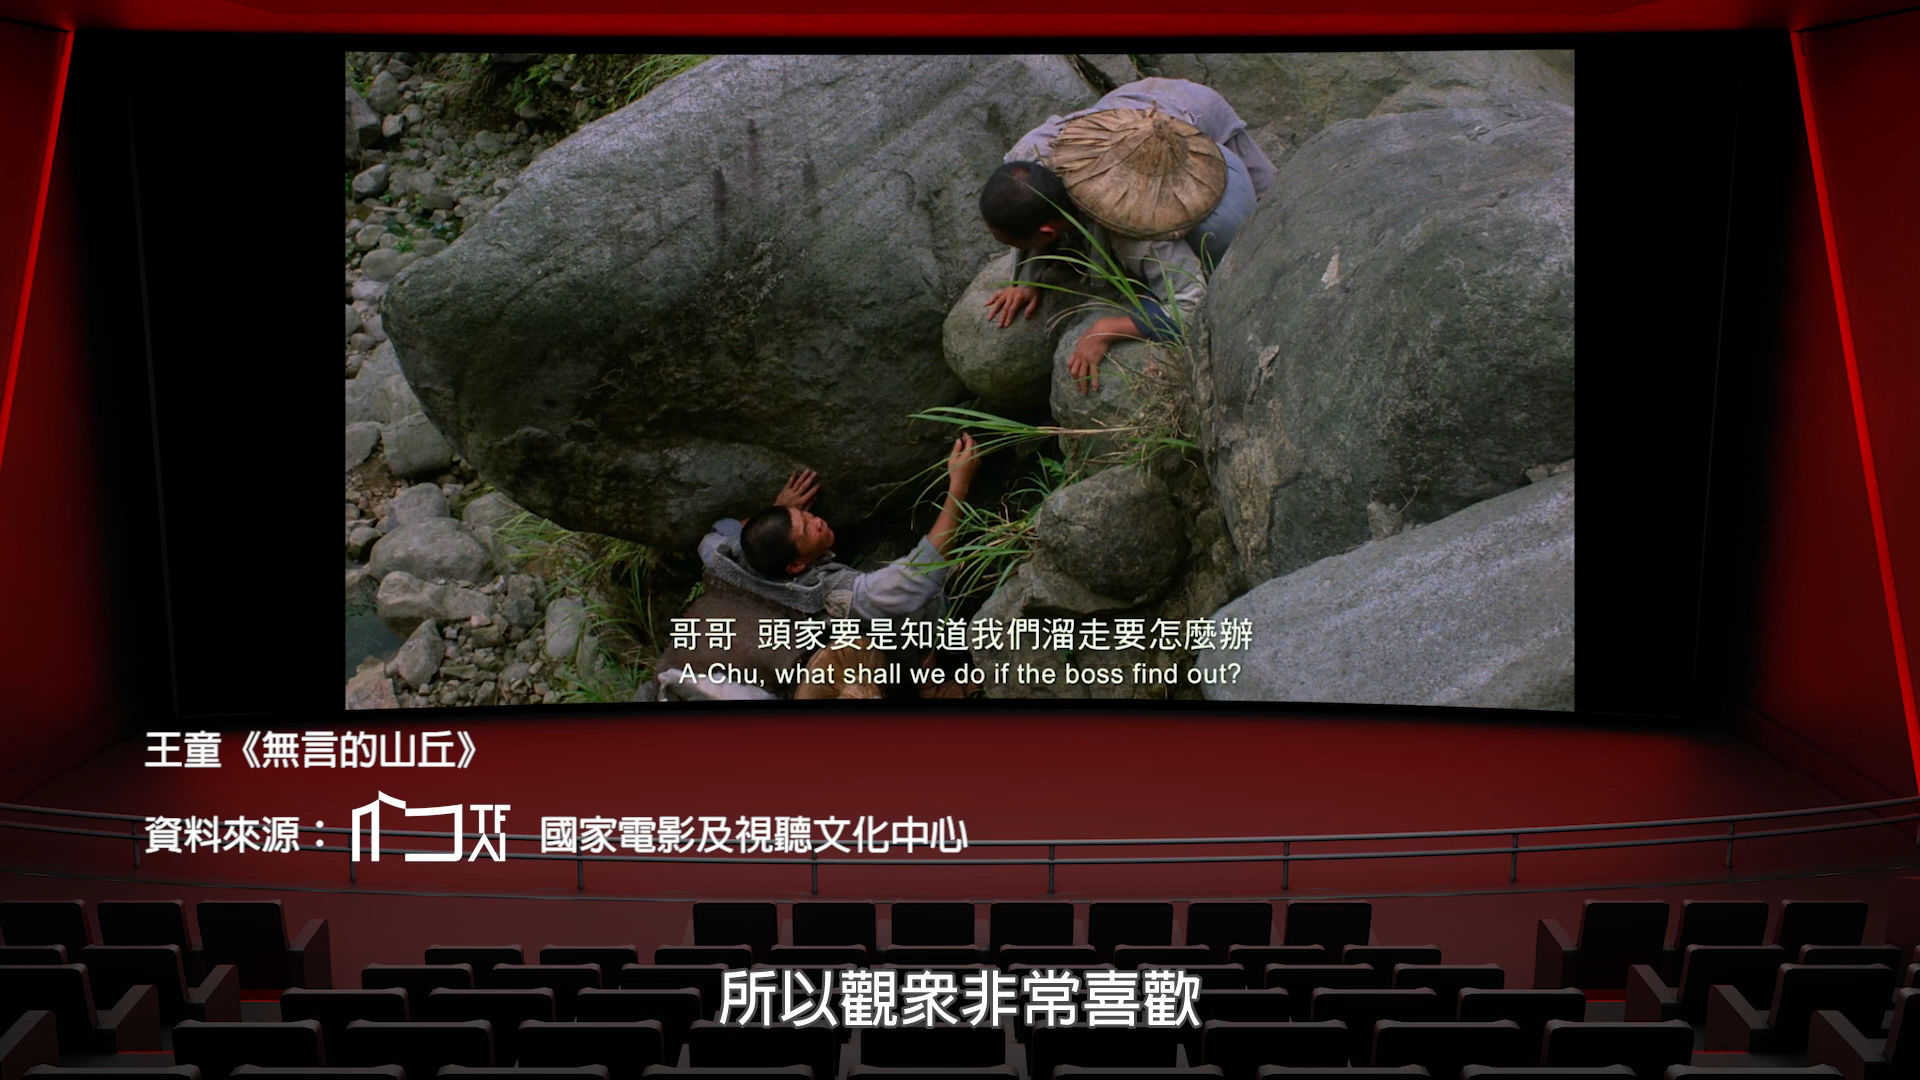 哥哥 頭家要是知道我們溜走要怎麼辦
A-Chu, what shall we do if the boss find out?
王童《無言的山丘》
資料來源： TFAI 國家電影及視聽文化中心
所以觀眾非常喜歡